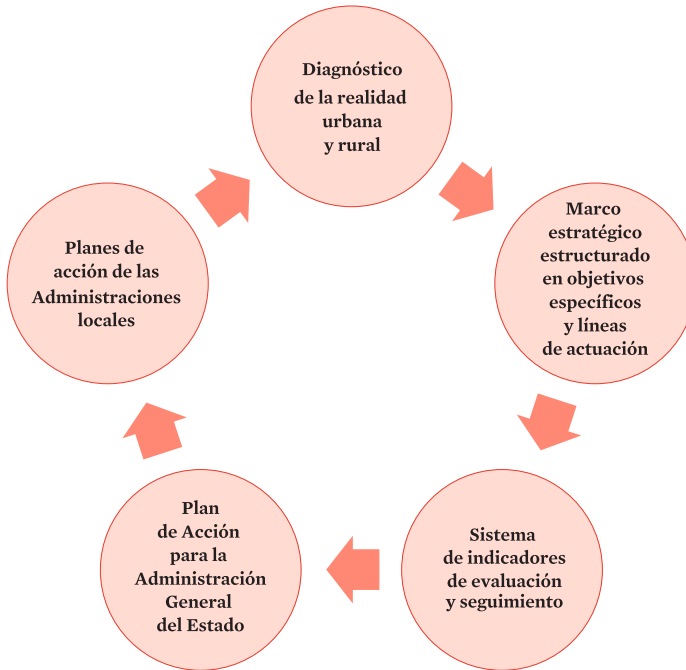 Diagnóstico
de la realidad
urbana
y rural
Marco
estratégico
estructurado
en objetivos
específicos
y líneas
de actuación
Sistema
de indicadores
de evaluación
y seguimiento
Plan
de Acción
para la
Administración
General
del Estado
Planes de
acción de las
Administraciones
locales